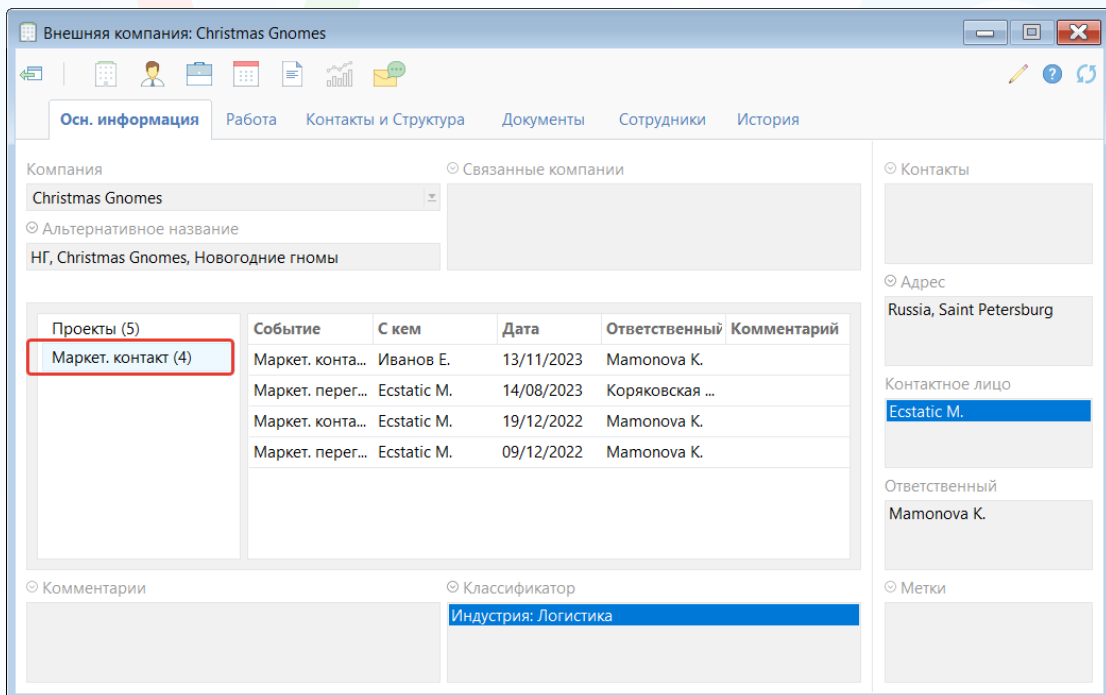 Внешняя компания: Christmas Gnomes
Осн. информация Работа Контакты и Структура Документы Сотрудники История
Компания
Christmas Gnomes
Альтернативное название
НГ, Christmas Gnomes, Новогодние гномы
Связанные компании
Проекты (5)
Маркет. контакт (4)
Событие С кем Дата Ответственный Комментарий
Маркет. конта... Иванов Е. 13/11/2023 Mamonova K.
Маркет. перег... Ecstatic M. 14/08/2023 Коряковская ...
Маркет. конта... Ecstatic M. 19/12/2022 Mamonova K.
Маркет. перег... Ecstatic M. 09/12/2022 Mamonova K.
Комментарии
Классификатор
Индустрия: Логистика
Контакты
Адрес
Russia, Saint Petersburg
Контактное лицо
Ecstatic M.
Ответственный
Mamonova K.
Метки